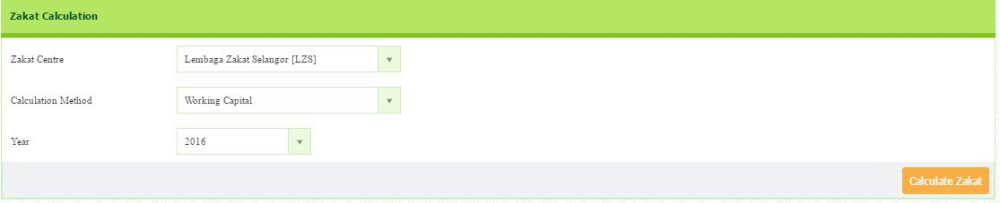 Zakat Calculation
Zakat Centre Lembaga Zakat Selangor [LZS]
Calculation Method Working Capital
Year 2016
Calculate Zakat